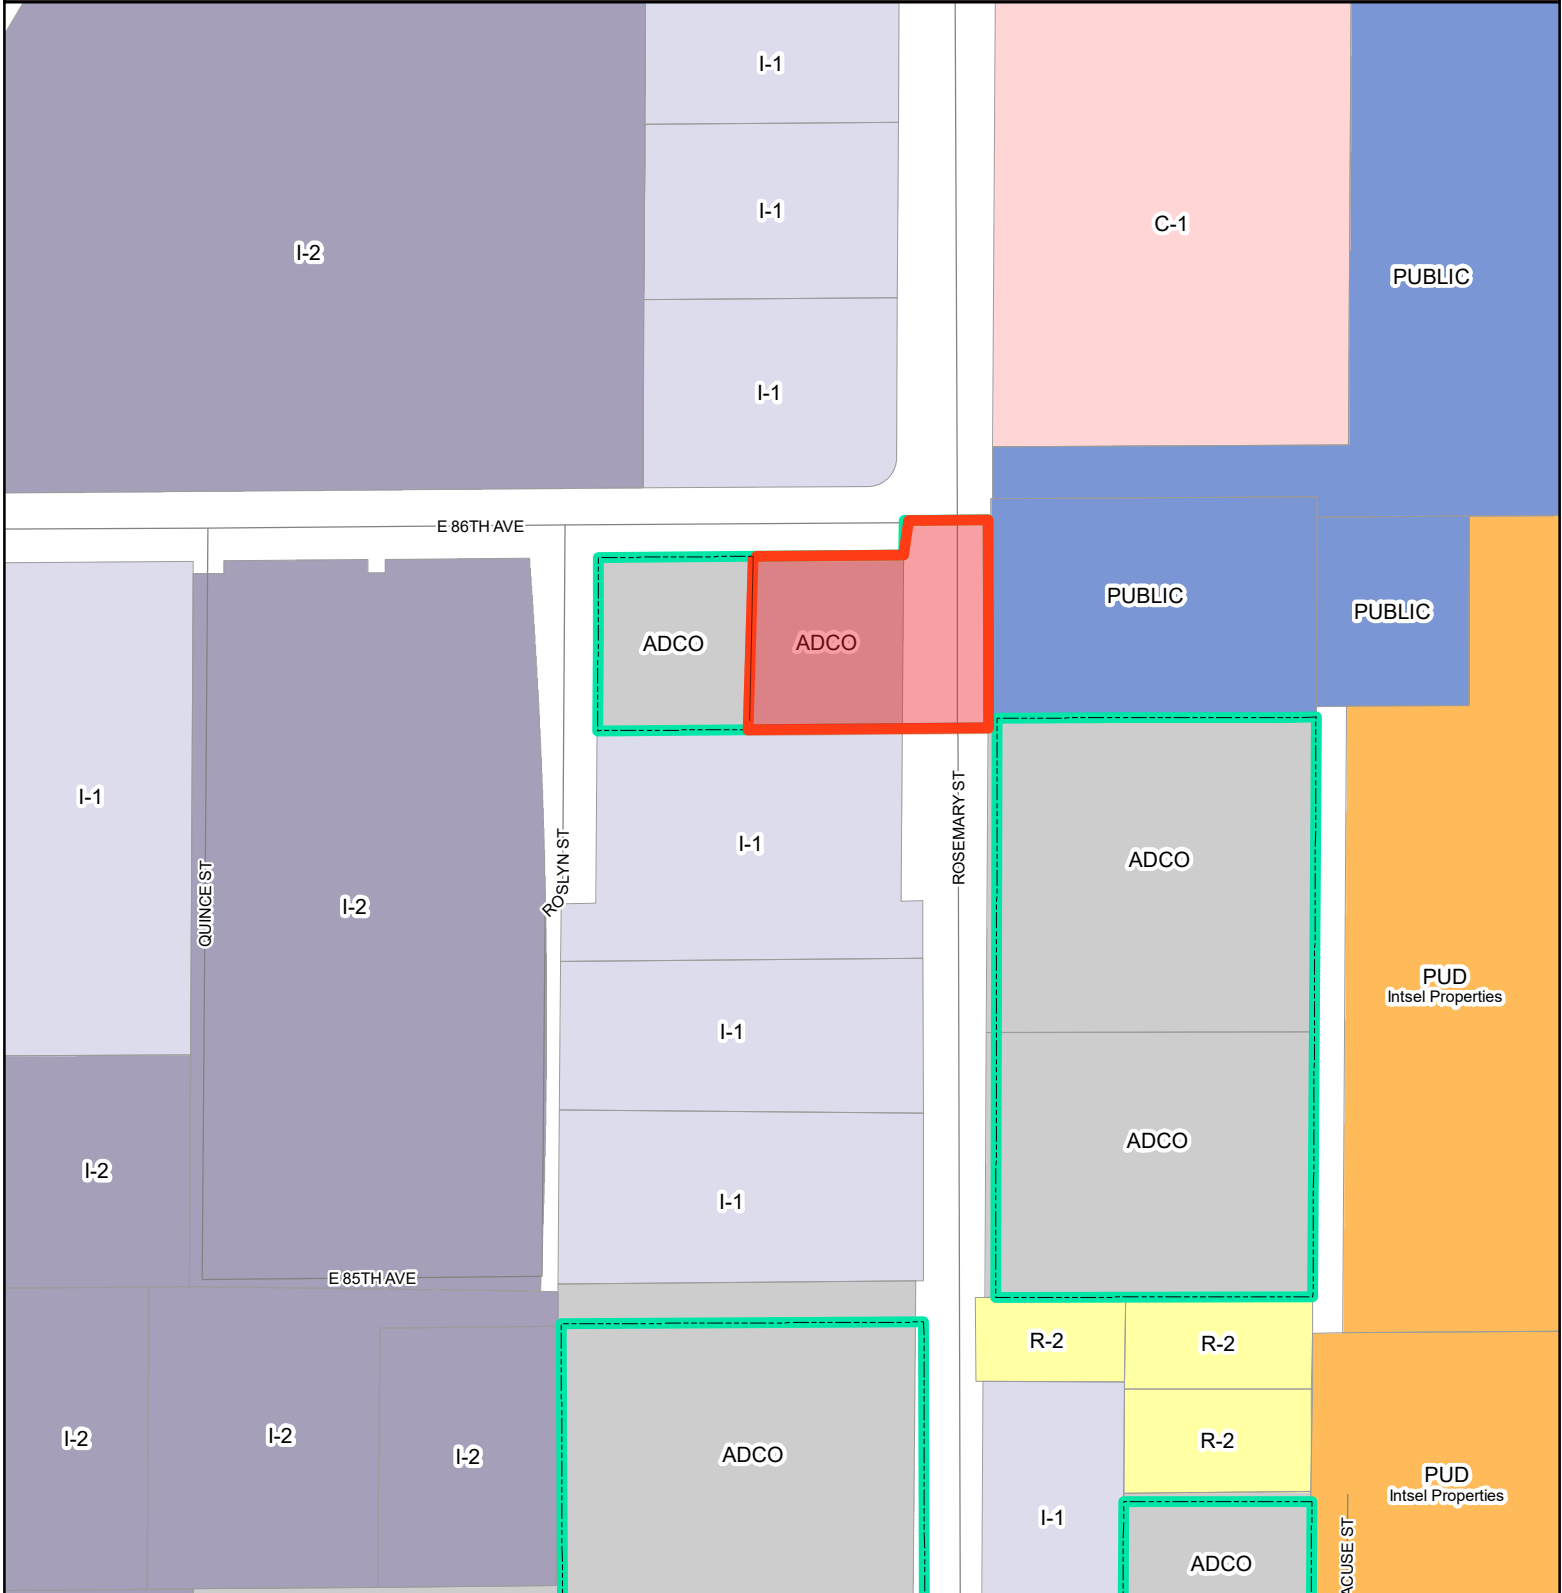 I-1
I-1
C-1
I-2
PUBLIC
I-1
E 86TH AVE
PUBLIC
PUBLIC
ADCO
ADCO
I-1
I-1
ROSEMARY ST
ADCO
ROSLYN ST
QUINCE ST
I-2
PUD
Intsel Properties
I-1
ADCO
I-2
I-1
E 85TH AVE
R-2
R-2
I-2
I-2
I-2
ADCO
R-2
PUD
Intsel Properties
I-1
ADCO
ACUSE ST